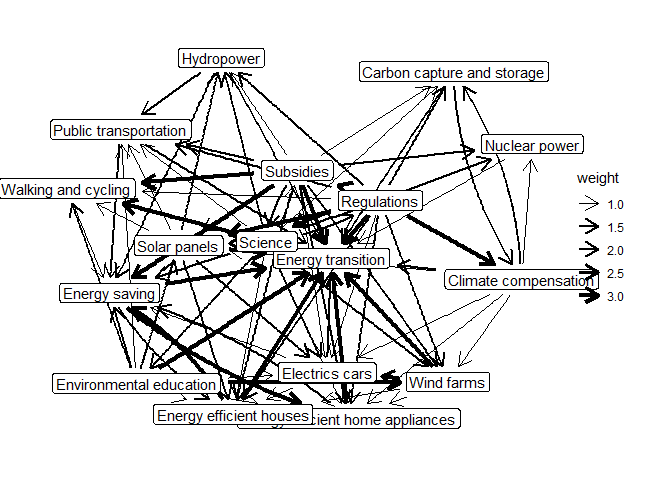 Hydropower
Carbon capture and storage
Public transportation
Nuclear power
Subsidies
weight
Walking and cycling
Regulations
1.0
1.5
Solar panels
Science
2.0
Energy transition
2.5
Climate compensation
3.0
Energy saving
Electrics cars
Environmental education
Wind farms
Energy efficient houses
home appliances